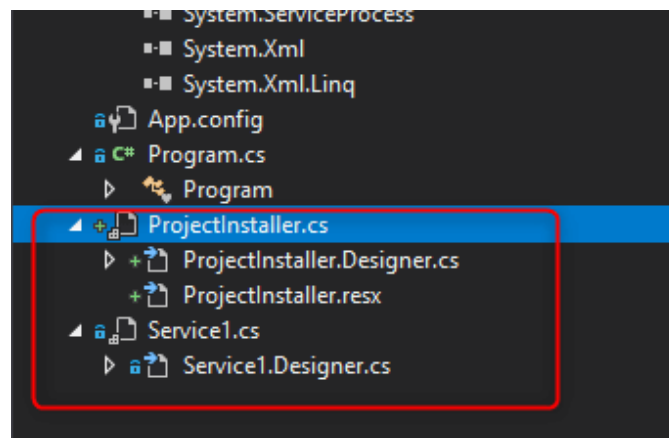 System.ServiceProcess
System.Xml
System.Xml.Linq
App.config
C# Program.cs
Program
ProjectInstaller.cs
ProjectInstaller.Designer.cs
ProjectInstaller.resx
Service1.cs
Service1.Designer.cs